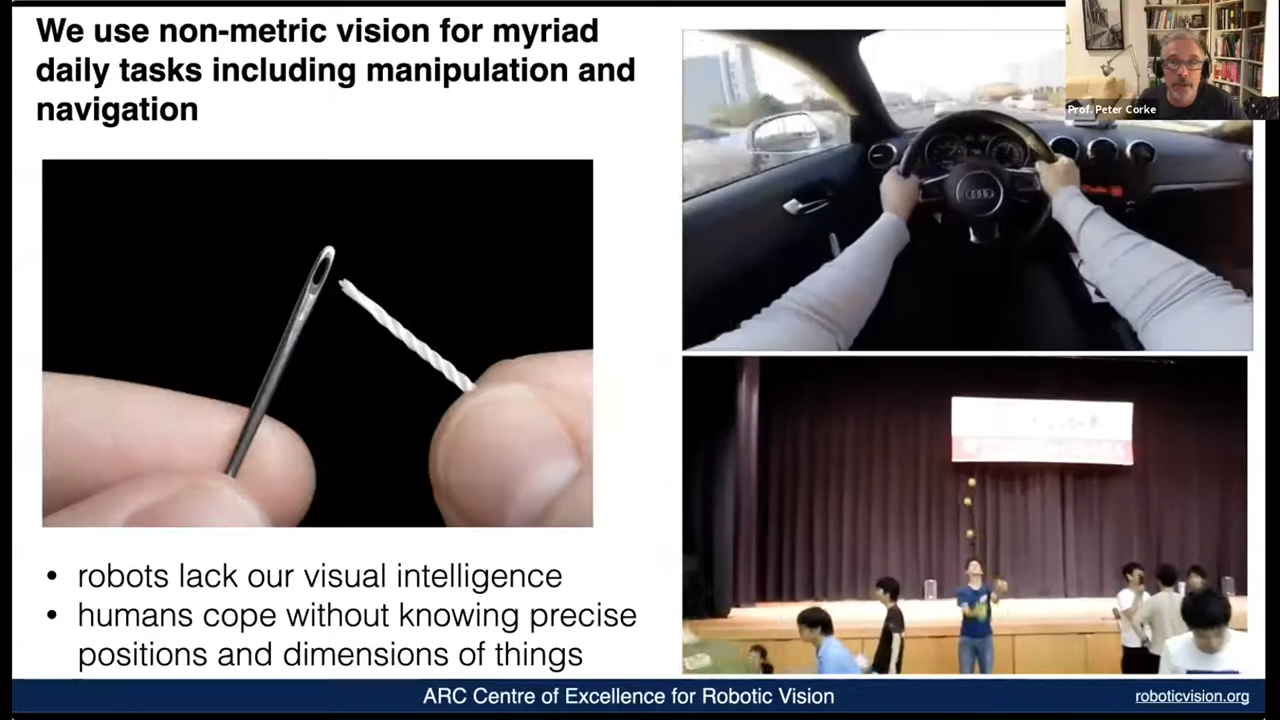 We use non-metric vision for myriad
daily tasks including manipulation and
navigation
Prof. Peter Corke
• robots lack our visual intelligence
• humans cope without knowing precise
positions and dimensions of things
ARC Centre of Excellence for Robotic Vision
roboticvision.org